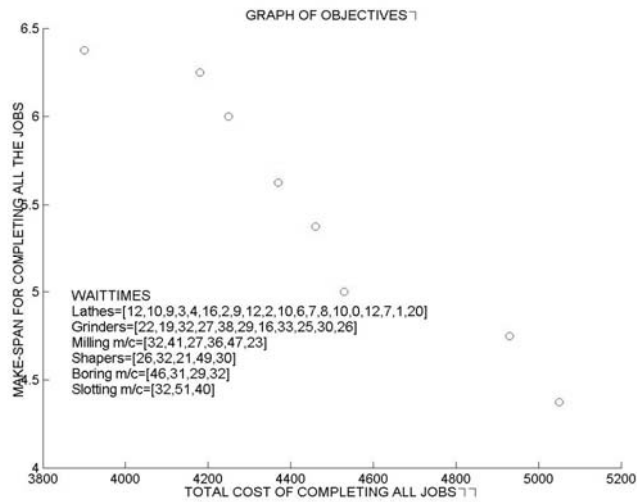 GRAPH OF OBJECTIVES
6.5
6
5.5
5
4.5
4
MAKE-SPAN FOR COMPLETING ALL THE JOBS
WAITTIMES
Lathes=[12,10,9,3,4,16,2,9,12,2,10,6,7,8,10,0,12,7,1,20]
Grinders=[22,19,32,27,38,29,16,33,25,30,26]
Milling m/c=[32,41,27,36,47,23]
Shapers=[26,32,21,49,30]
Boring m/c=[46,31,29,32]
Slotting m/c=[32,51,40]
3800 4000 4200 4400 4600 4800 5000 5200
TOTAL COST OF COMPLETING ALL JOBS